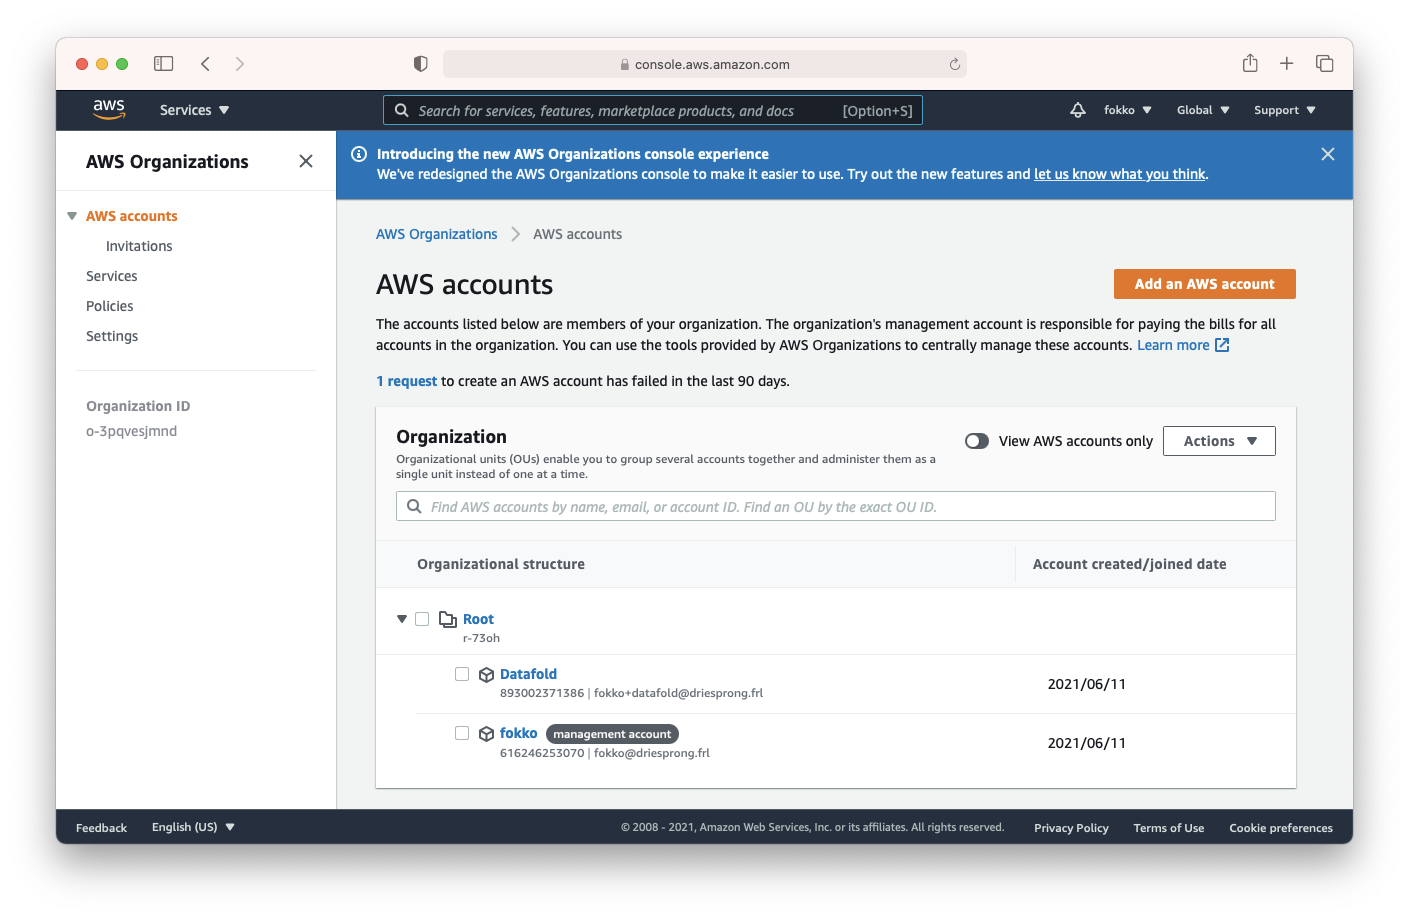 console.aws.amazon.com
aws
Services
Search for services, features, marketplace products, and docs
[Option+S]
fokko
Global
Support
AWS Organizations
AWS accounts
Invitations
Services
Policies
Settings
Organization ID
o-3pqvesjmnd
Introducing the new AWS Organizations console experience
We've redesigned the AWS Organizations console to make it easier to use. Try out the new features and let us know what you think.
AWS Organizations
AWS accounts
AWS accounts
Add an AWS account
The accounts listed below are members of your organization. The organization's management account is responsible for paying the bills for all
accounts in the organization. You can use the tools provided by AWS Organizations to centrally manage these accounts. Learn more
1 request to create an AWS account has failed in the last 90 days.
Organization
Organizational units (OUs) enable you to group several accounts together and administer them as a
single unit instead of one at a time.
View AWS accounts only
Actions
Find AWS accounts by name, email, or account ID. Find an OU by the exact OU ID.
Organizational structure
Account created/joined date
Root
r-73oh
Datafold
893002371386 | fokko+datafold@driesprong.frl
2021/06/11
fokko management account
616246253070 | fokko@driesprong.frl
2021/06/11
Feedback
English (US)
© 2008 - 2021, Amazon Web Services, Inc. or its affiliates. All rights reserved.
Privacy Policy
Terms of Use
Cookie preferences